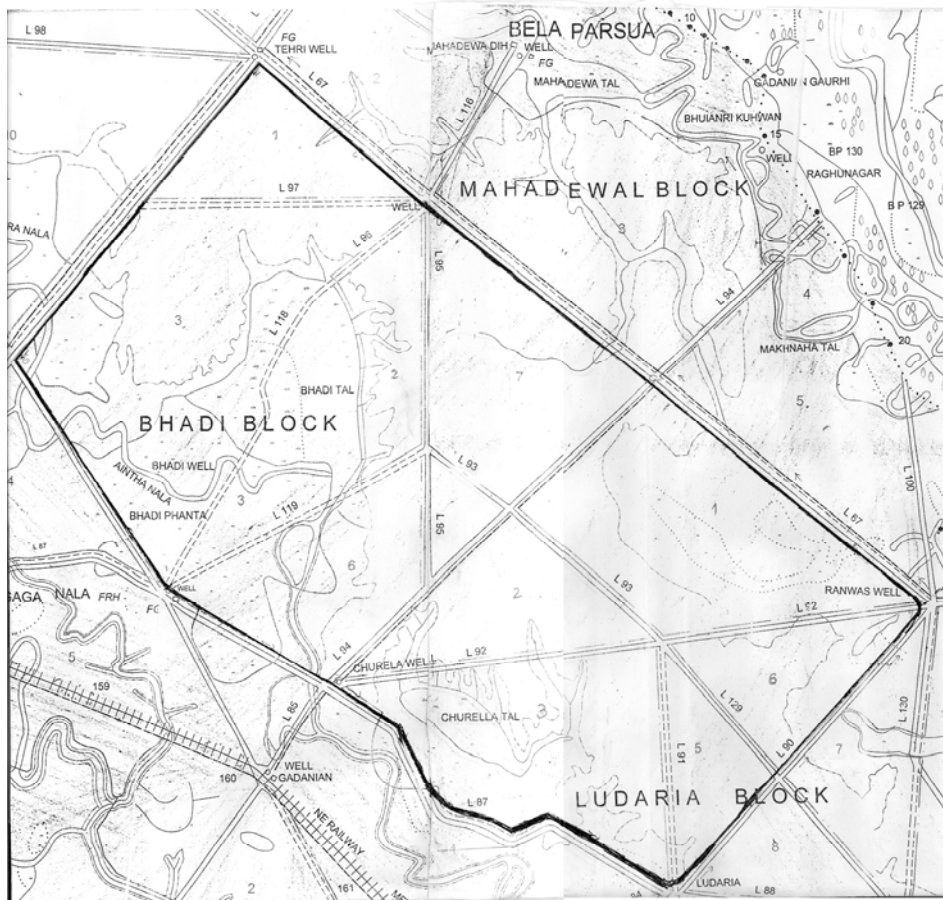 L 98
FG
TEHRI WELL
L 67
BELA PARSUA
10
MAHADEWA DIH
WELL
FG
MAHADEWA TAL
GADANIAN GAURHI
L 116
BHUIANRI KUHWAN
15
WELL
BP 130
RAGHUNAGAR
B P 129
1
2
L 97
WELL
MAHADEWAL BLOCK
3
RA NALA
L 96
L 95
L 94
4
3
L 118
2
7
MAKHNAHA TAL
20
5
BHADI TAL
BHADI BLOCK
BHADI WELL
L 93
AINTHA NALA
4
3
BHADI PHANTA
L 119
L 95
L 100
1
L 67
L 87
6
WELL
2
L 93
RANWAS WELL
GAGA NALA
FRH
FG
L 92
L 94
CHURELA WELL
L 92
5
159
L 85
CHURELLA TAL
3
6
L 129
L 130
WELL
GADANIAN
160
L 91
5
L 90
7
L 87
LUDARIA BLOCK
NE RAILWAY
8
161
2
LUDARIA
L 88